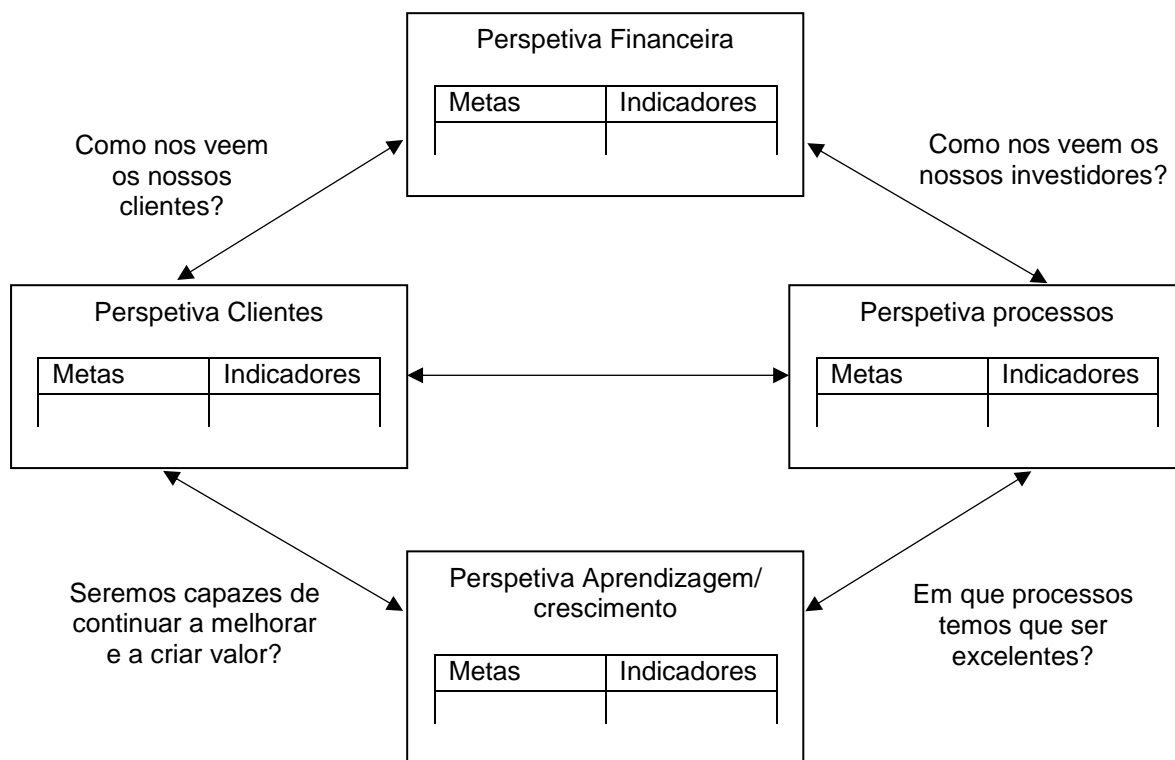 Perspetiva Financeira
Metas Indicadores
Como nos veem
os nossos
clientes?
Como nos veem os
nossos investidores?
Perspetiva Clientes
Metas Indicadores
Perspetiva processos
Metas Indicadores
Seremos capazes de
continuar a melhorar
e a criar valor?
Perspetiva Aprendizagem/
crescimento
Metas Indicadores
Em que processos
temos que ser
excelentes?